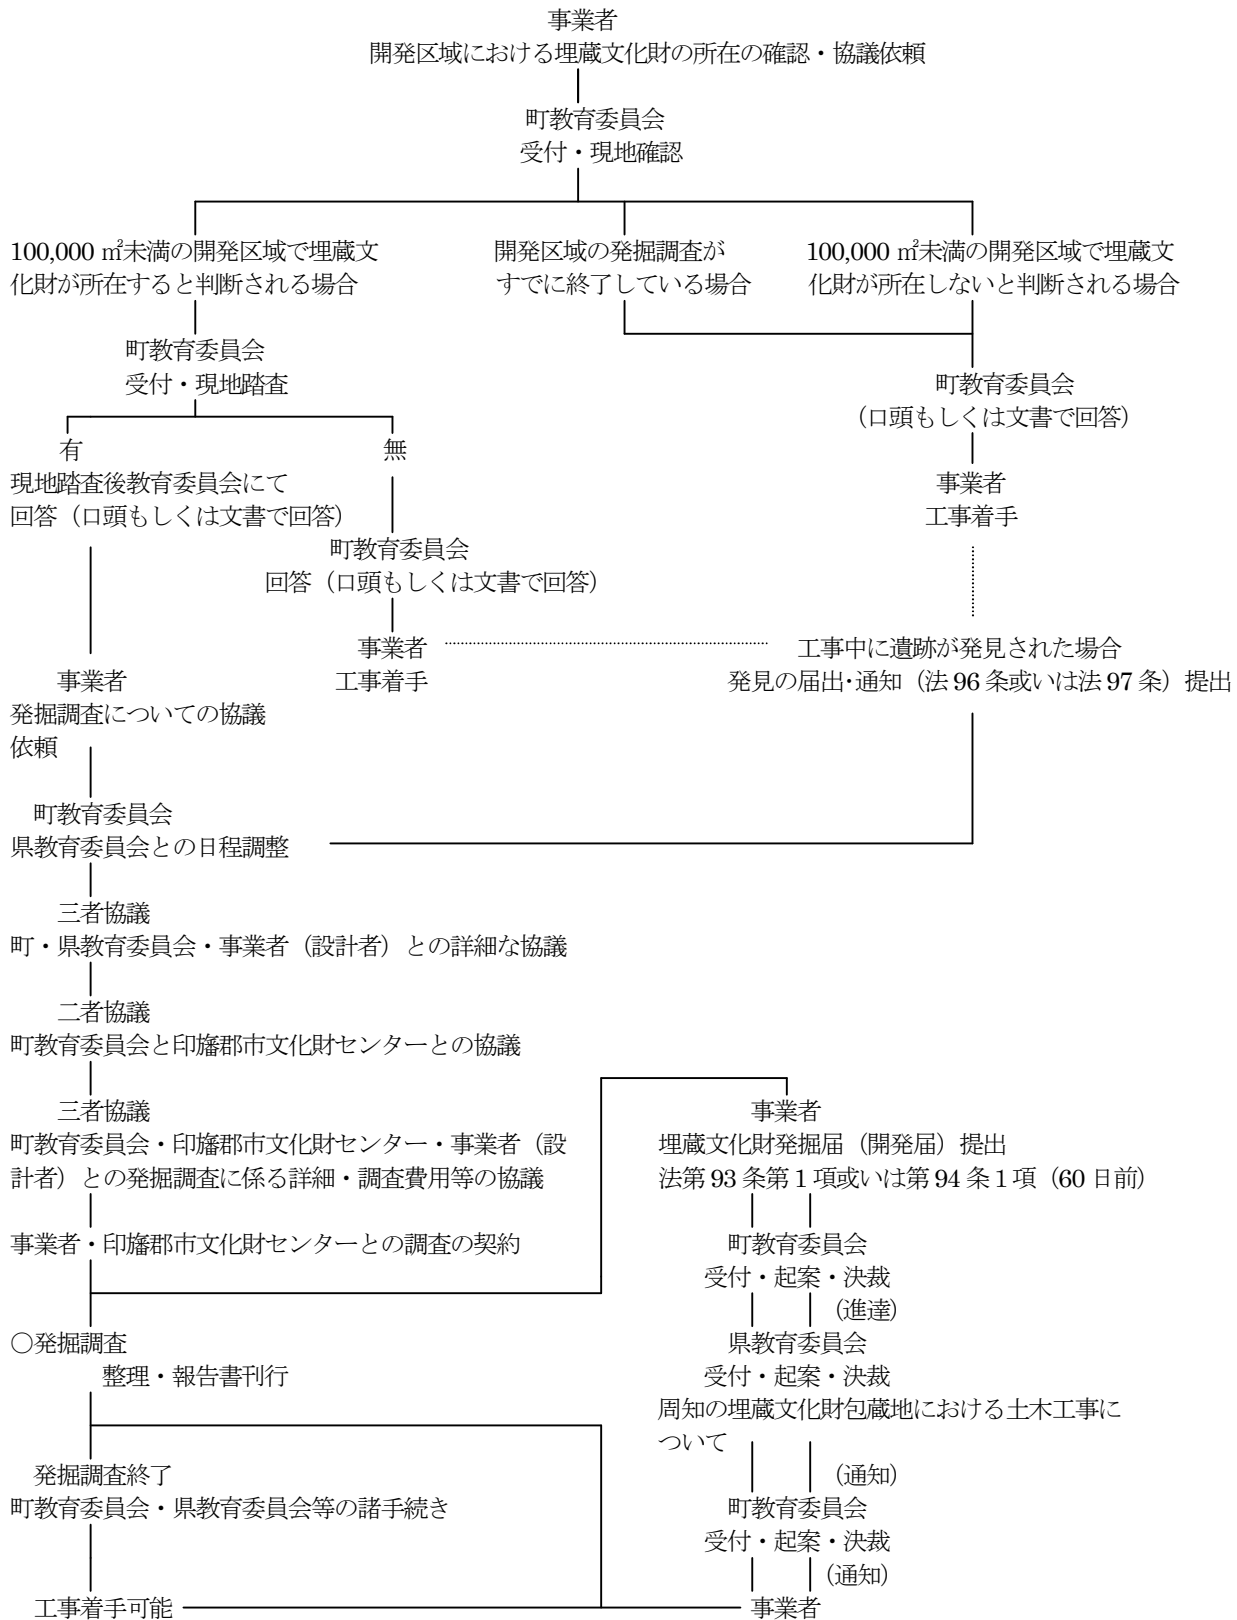 事業者
開発区域における埋蔵文化財の所在の確認・協議依頼
町教育委員会
受付・現地確認
100,000 ㎡未満の開発区域で埋蔵文
化財が所在すると判断される場合
開発区域の発掘調査が
すでに終了している場合
100,000 ㎡未満の開発区域で埋蔵文
化財が所在しないと判断される場合
町教育委員会
受付・現地踏査
町教育委員会
（口頭もしくは文書で回答）
有
無
現地踏査後教育委員会にて
回答（口頭もしくは文書で回答）
事業者
工事着手
町教育委員会
回答（口頭もしくは文書で回答）
事業者
工事着手
工事中に遺跡が発見された場合
発見の届出・通知（法 96 条或いは法 97 条）提出
事業者
発掘調査についての協議
依頼
町教育委員会
県教育委員会との日程調整
三者協議
町・県教育委員会・事業者（設計者）との詳細な協議
二者協議
町教育委員会と印旛郡市文化財センターとの協議
三者協議
町教育委員会・印旛郡市文化財センター・事業者（設
計者）との発掘調査に係る詳細・調査費用等の協議
事業者・印旛郡市文化財センターとの調査の契約
○発掘調査
整理・報告書刊行
発掘調査終了
町教育委員会・県教育委員会等の諸手続き
工事着手可能
事業者
埋蔵文化財発掘届（開発届）提出
法第 93 条第 1 項或いは第 94 条 1 項（60 日前）
町教育委員会
受付・起案・決裁
（進達）
県教育委員会
受付・起案・決裁
周知の埋蔵文化財包蔵地における土木工事に
ついて
（通知）
町教育委員会
受付・起案・決裁
（通知）
事業者